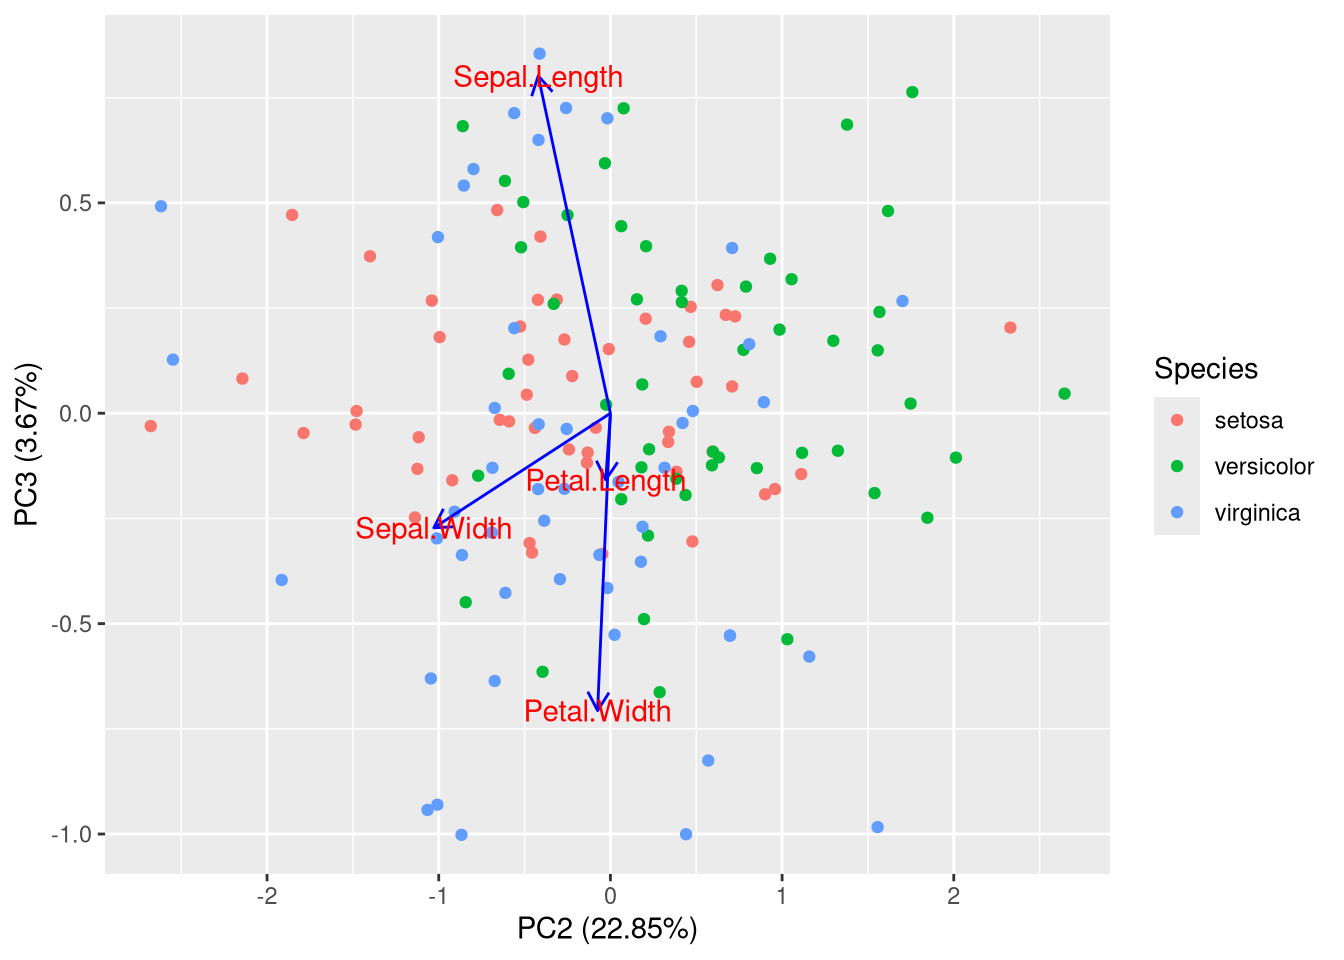 Sepal.Length
Petal.Length
Sepal.Width
Petal.Width
0.5
0.0
-0.5
-1.0
PC3 (3.67%)
-2
-1
0
1
2
PC2 (22.85%)
Species
setosa
versicolor
virginica